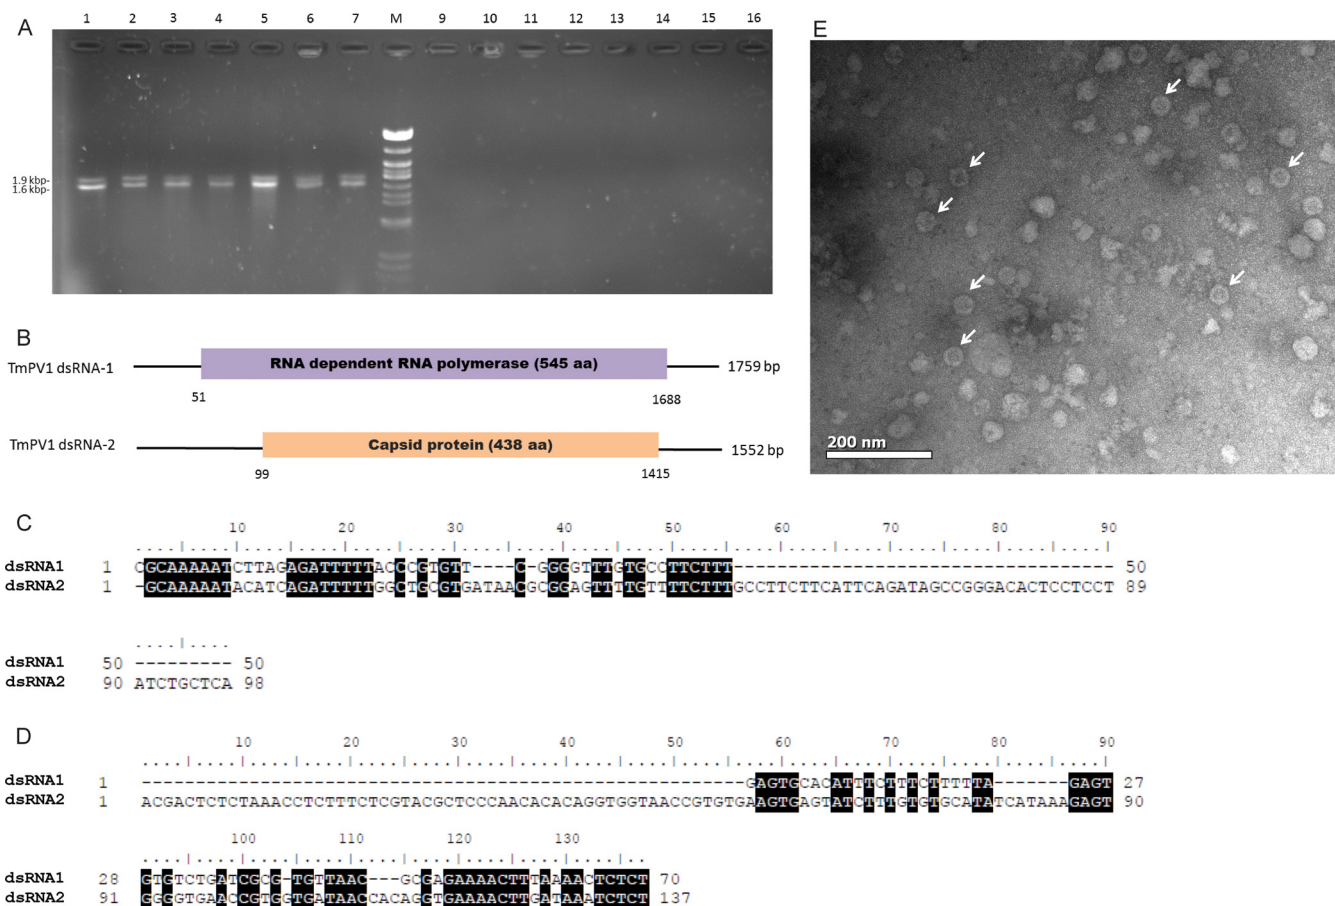 A
1 2 3 4 5 6 7 M 9 10 11 12 13 14 15 16
1.9 kbp-
1.6 kbp-
B
TmPV1 dsRNA-1
RNA dependent RNA polymerase (545 aa)
1759 bp
51
1688
TmPV1 dsRNA-2
Capsid protein (438 aa)
1552 bp
99
1415
E
200 nm
C
10 20 30 40 50 60 70 80 90
....|....|....|....|....|....|....|....|....|....|....|....|....|....|....|....|....|....|
dsRNA1 1 CGCAAAAATCTTAGAGATTTTTACCCGTGTT----C-GGGGTTTGTGCCTTCTTT----------------------------------- 50
dsRNA2 1 -GCAAAAATACATCAGATTTTTGGCTGCGTGATAACGCGGAGTTTTGTTTTCTTTGCCTTCTTCATTCAGATAGCCGGGACACTCCTCCT 89
....|....
dsRNA1 50 --------- 50
dsRNA2 90 ATCTGCTCA 98
D
10 20 30 40 50 60 70 80 90
....|....|....|....|....|....|....|....|....|....|....|....|....|....|....|....|....|....|
dsRNA1 1 --------------------------------------------------------GAGTGCACATTTCTTTCTTTTTA-------GAGT 27
dsRNA2 1 ACGACTCTCTAAACCTCTTTCTCGTACGCTCCCAACACACAGGTGGTAACCGTGTGAAGTGAGTATCTTTGTGTGCATATCATAAAGAGT 90
100 110 120 130
....|....|....|....|....|....|....|....|....|..
dsRNA1 28 GTGTCTGATCGCG-TGTTAAC---GCGAGAAAACTTTAAAACTCTCT 70
dsRNA2 91 GGGGTGAACCGTGGTGATAACCACAGGTGAAAACTTGATAAATCTCT 137